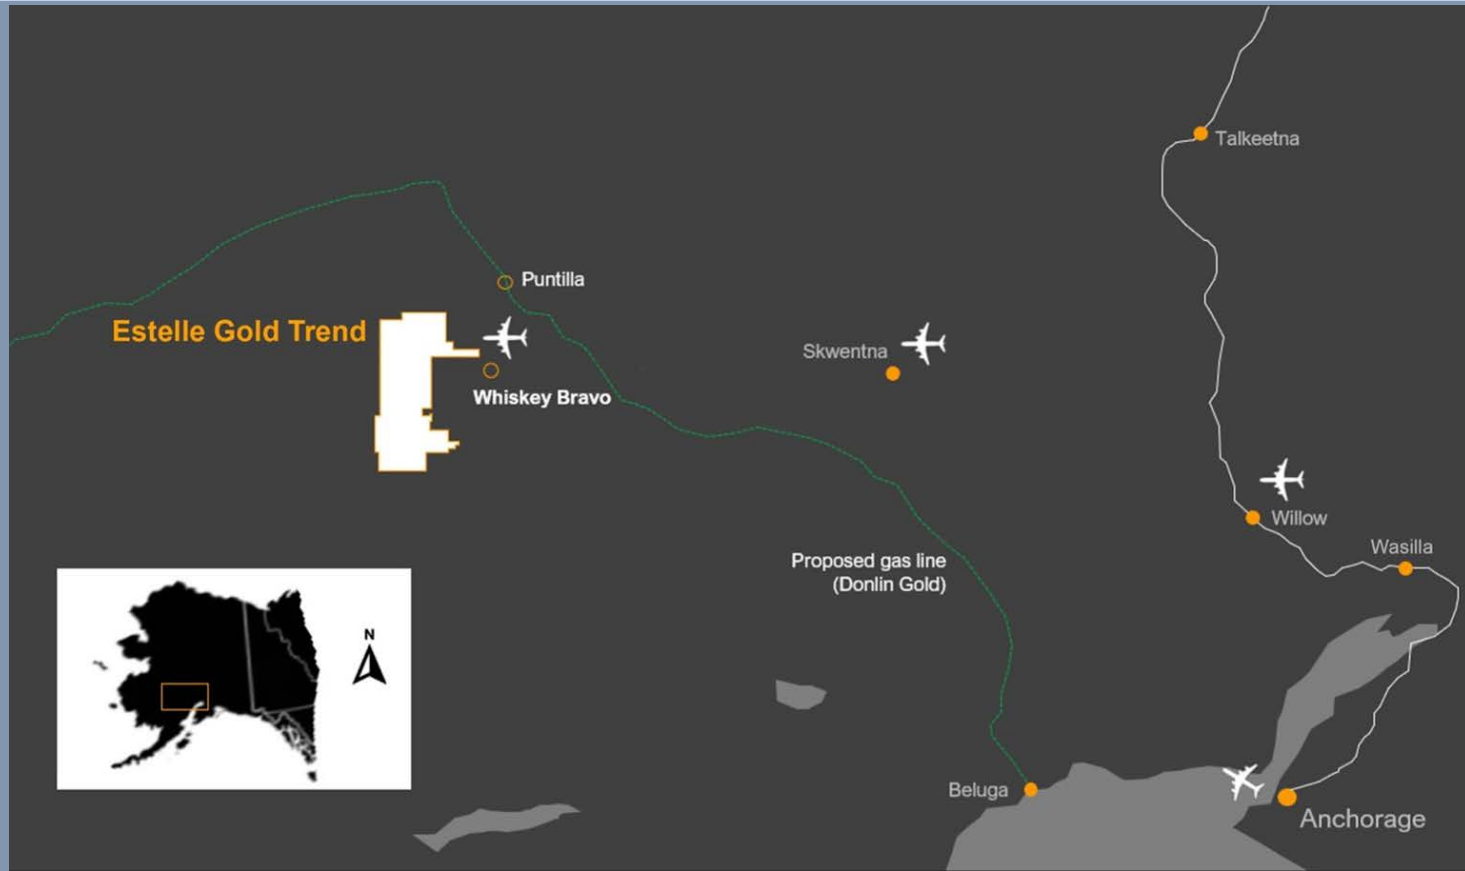 Talkeetna
Puntilla
Estelle Gold Trend
Skwentna
Whiskey Bravo
Willow
Wasilla
Proposed gas line
(Donlin Gold)
N
Beluga
Anchorage